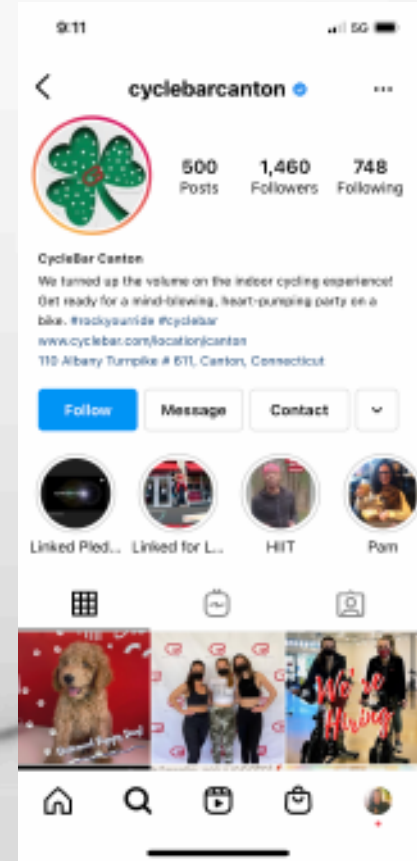 9:11
5G
cyclebarcanton
500 1,460 748
Posts Followers Following
CycleBar Canton
We turned up the volume on the indoor cycling experience!
Get ready for a mind-blowing, heart-pumping party on a
bike. #rockyourride #cyclebar
www.cyclebar.com/location/canton
110 Albany Turnpike # 611, Canton, Connecticut
Follow Message Contact
Linked Pled... Linked for L... HIIT Pam
National Puppy Day!
We're
Hiring